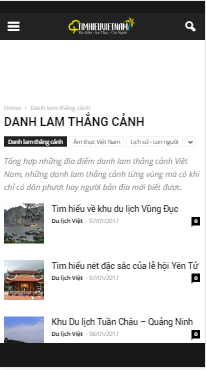 TIMHIEUVIETNAM
Home › Danh lam thắng cảnh
DANH LAM THẮNG CẢNH
Danh lam thắng cảnh
Ẩm thực Việt Nam
Lịch sử - con người
Tổng hợp những địa điểm danh lam thắng cảnh Việt
Nam, những danh lam thắng cảnh từng vùng mà có khi
chỉ có dân phượt hay người bản địa mới biết được.
Tìm hiểu về khu du lịch Vũng Đục
Du lịch Việt - 07/01/2017
0
Tìm hiểu nét đặc sắc của lễ hội Yên Tử
Du lịch Việt - 07/01/2017
0
Khu Du lịch Tuần Châu – Quảng Ninh
Du lịch Việt - 06/01/2017
0